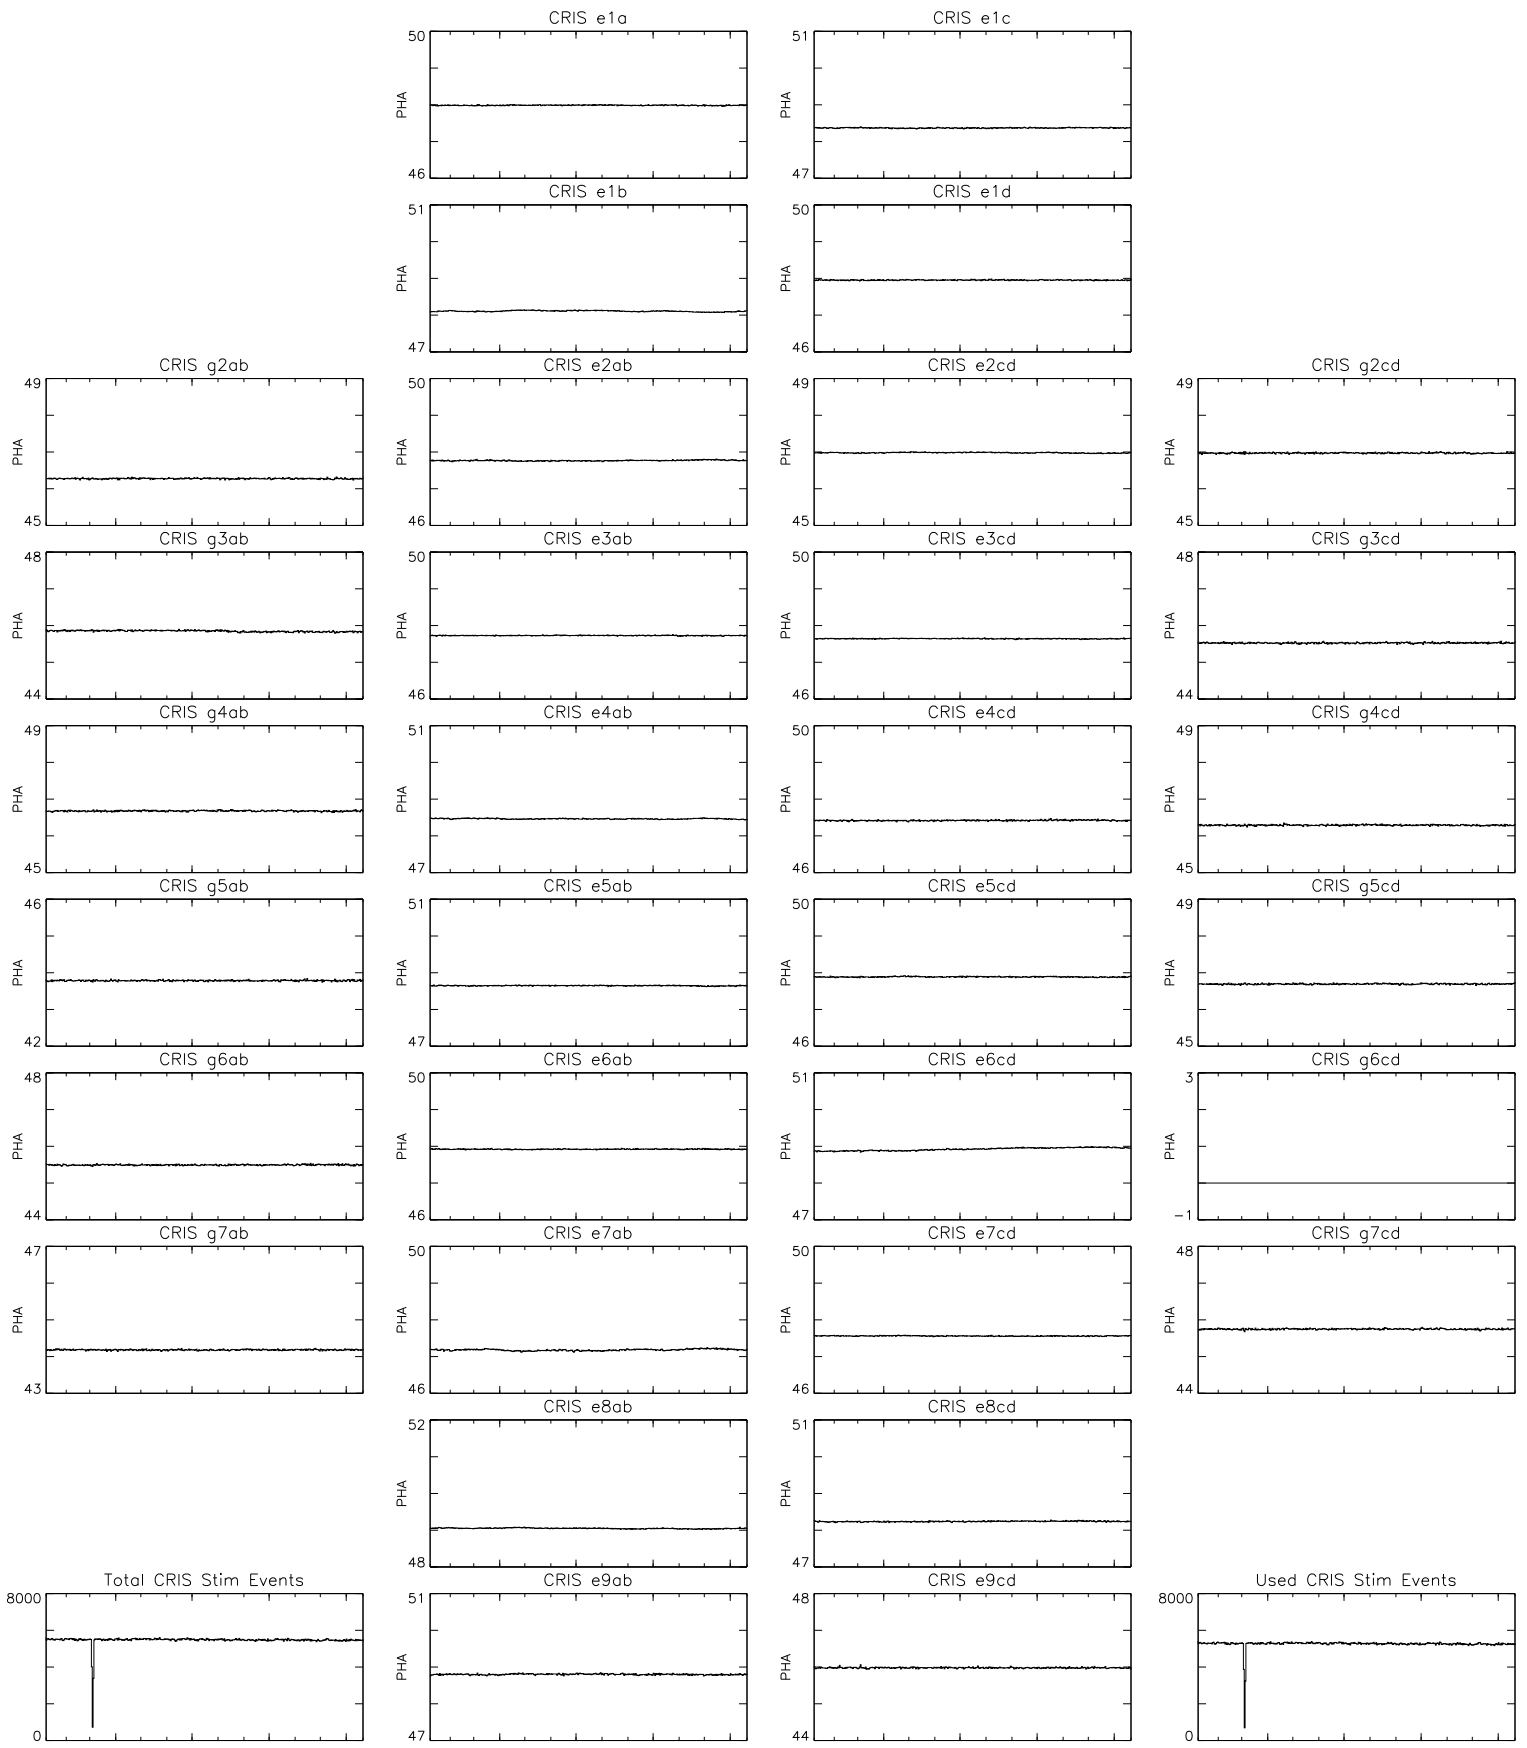 CRIS e1a
50
PHA
46
CRIS e1c
51
PHA
47
CRIS e1b
51
PHA
47
CRIS e1d
50
PHA
46
CRIS g2ab
49
PHA
45
CRIS e2ab
50
PHA
46
CRIS e2cd
49
PHA
45
CRIS g2cd
49
PHA
45
CRIS g3ab
48
PHA
44
CRIS e3ab
50
PHA
46
CRIS e3cd
50
PHA
46
CRIS g3cd
48
PHA
44
CRIS g4ab
49
PHA
45
CRIS e4ab
51
PHA
47
CRIS e4cd
50
PHA
46
CRIS g4cd
49
PHA
45
CRIS g5ab
46
PHA
42
CRIS e5ab
51
PHA
47
CRIS e5cd
50
PHA
46
CRIS g5cd
49
PHA
45
CRIS g6ab
48
PHA
44
CRIS e6ab
50
PHA
46
CRIS e6cd
51
PHA
47
CRIS g6cd
3
PHA
-1
CRIS g7ab
47
PHA
43
CRIS e7ab
50
PHA
46
CRIS e7cd
50
PHA
46
CRIS g7cd
48
PHA
44
CRIS e8ab
52
PHA
48
CRIS e8cd
51
PHA
47
Total CRIS Stim Events
8000
0
CRIS e9ab
51
PHA
47
CRIS e9cd
48
PHA
44
Used CRIS Stim Events
8000
0